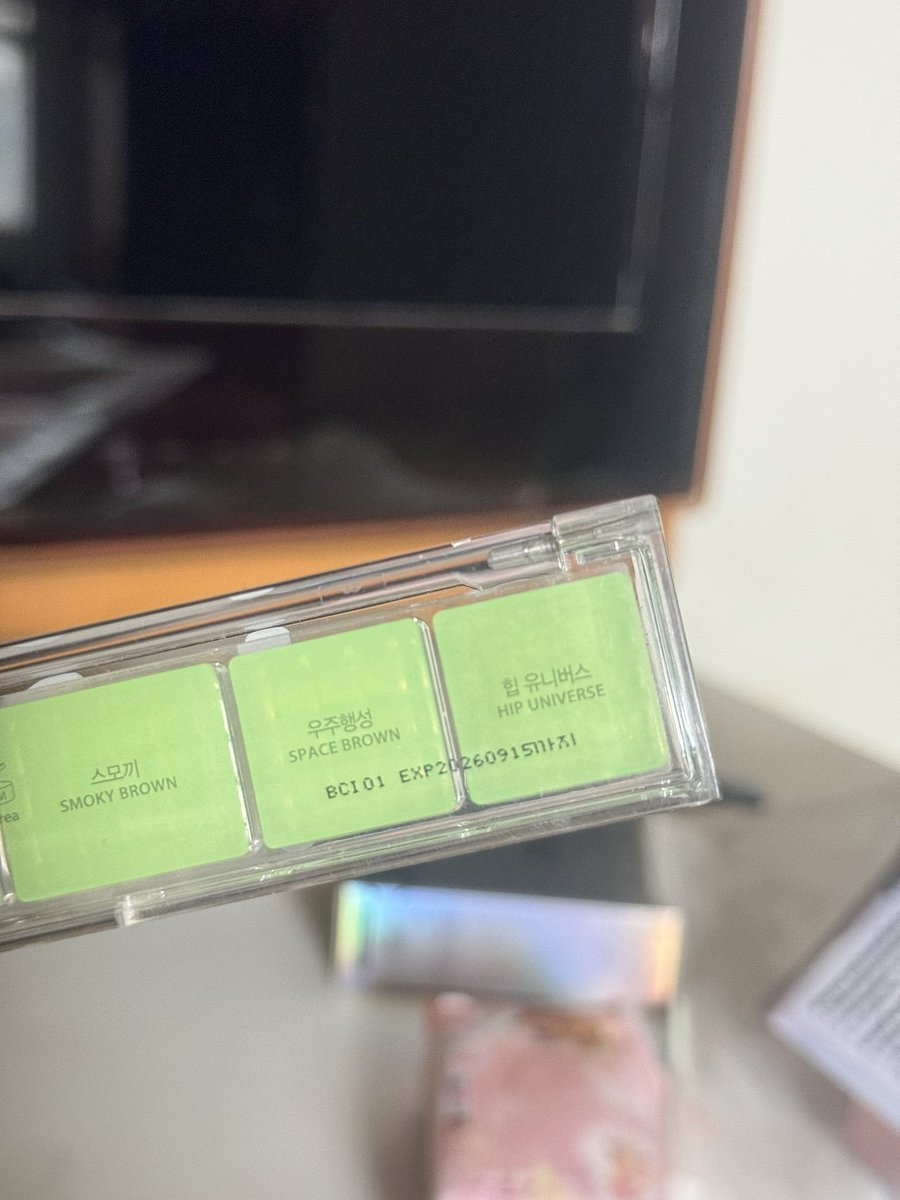 스모끼
SMOKY BROWN
우주행성
SPACE BROWN
힙 유니버스
HIP UNIVERSE
BCI01 EXP20260915까지